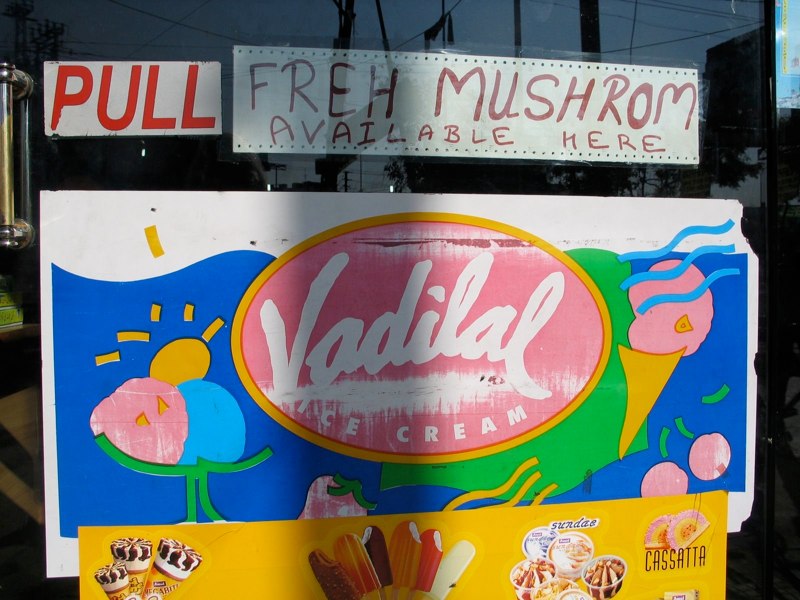 PULL
FREH MUSHROM
AVAILABLE HERE
Vadilal
ICE CREAM
sundae
CASSATTA